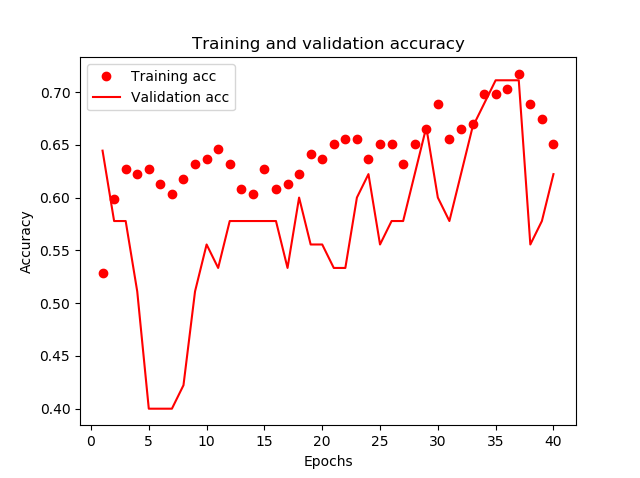 Training and validation accuracy
Training acc
Validation acc
0.70
0.65
0.60
0.55
0.50
0.45
0.40
Accuracy
0 5 10 15 20 25 30 35 40
Epochs